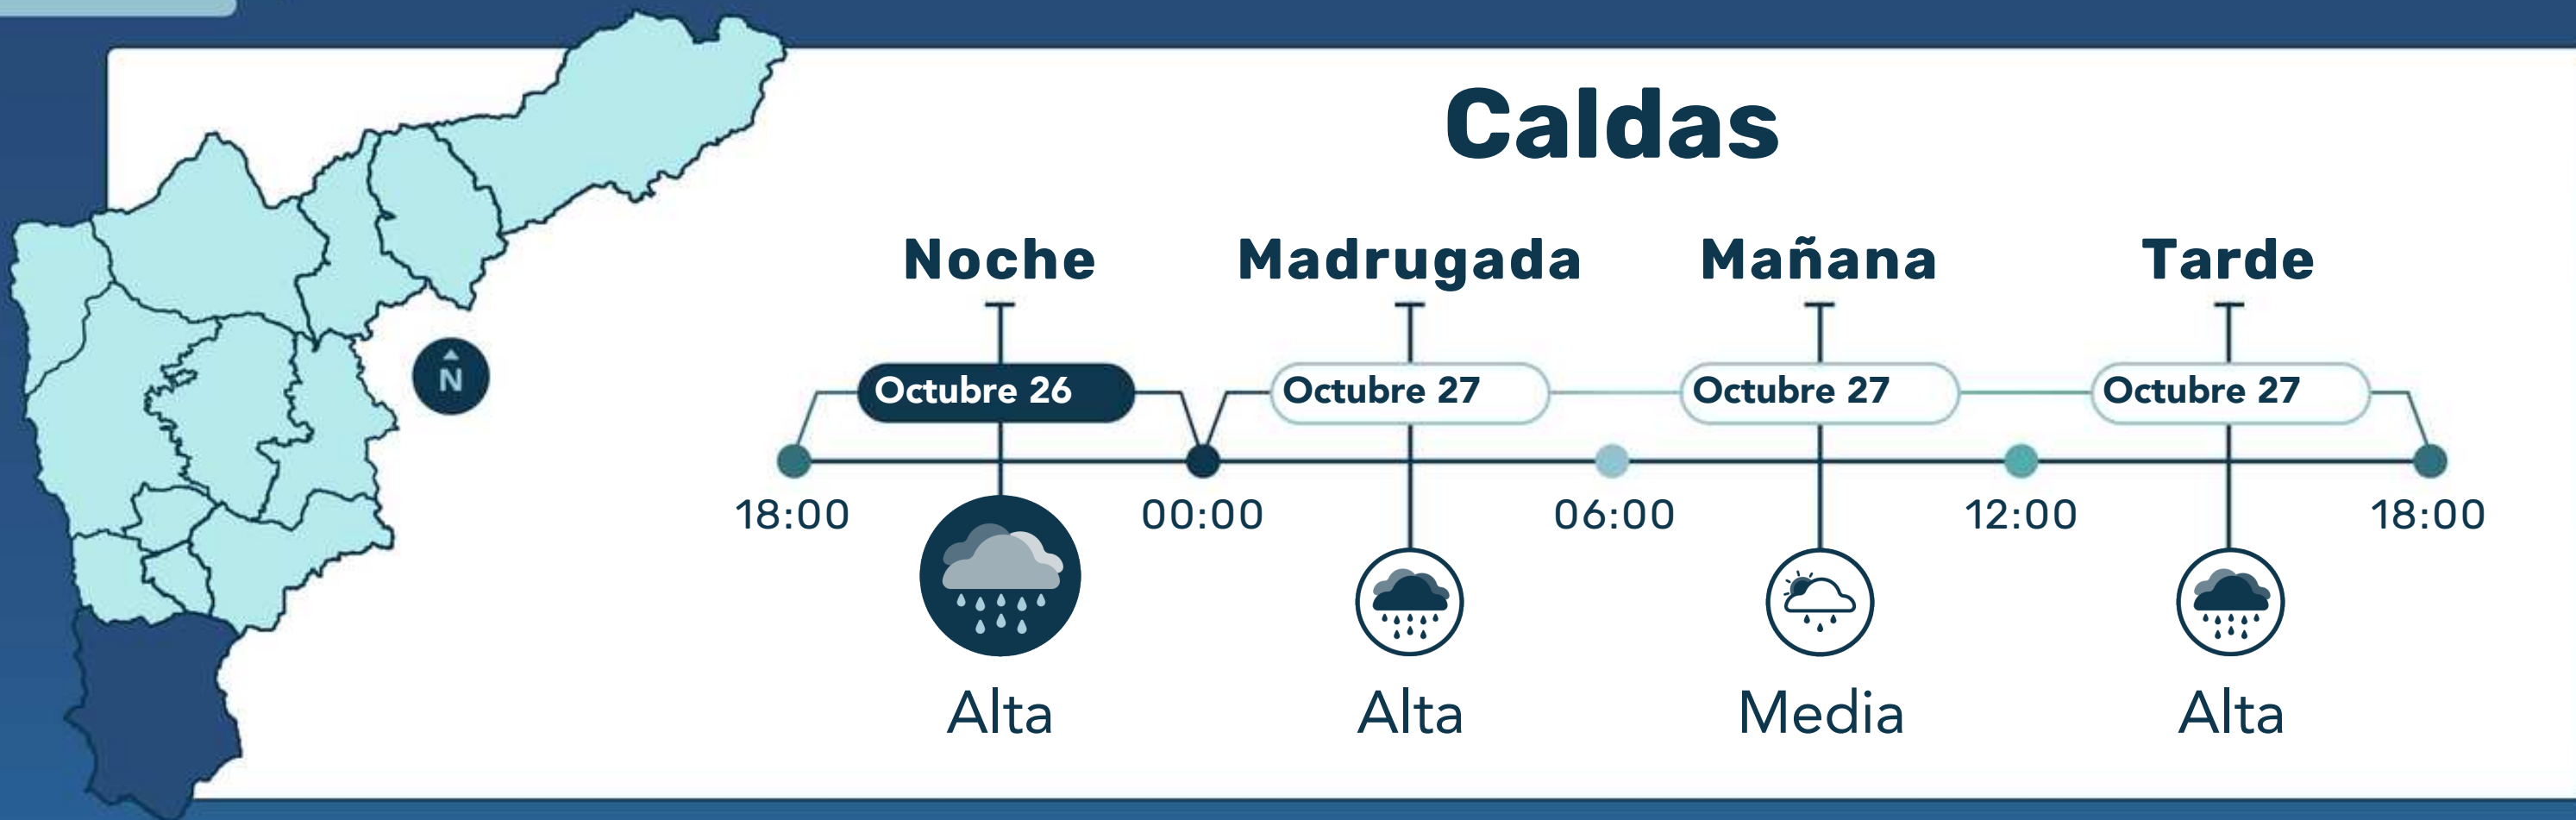 Caldas
Noche Madrugada Mañana Tarde
Octubre 26 Octubre 27 Octubre 27 Octubre 27
N
18:00 00:00 06:00 12:00 18:00
Alta Alta Media Alta